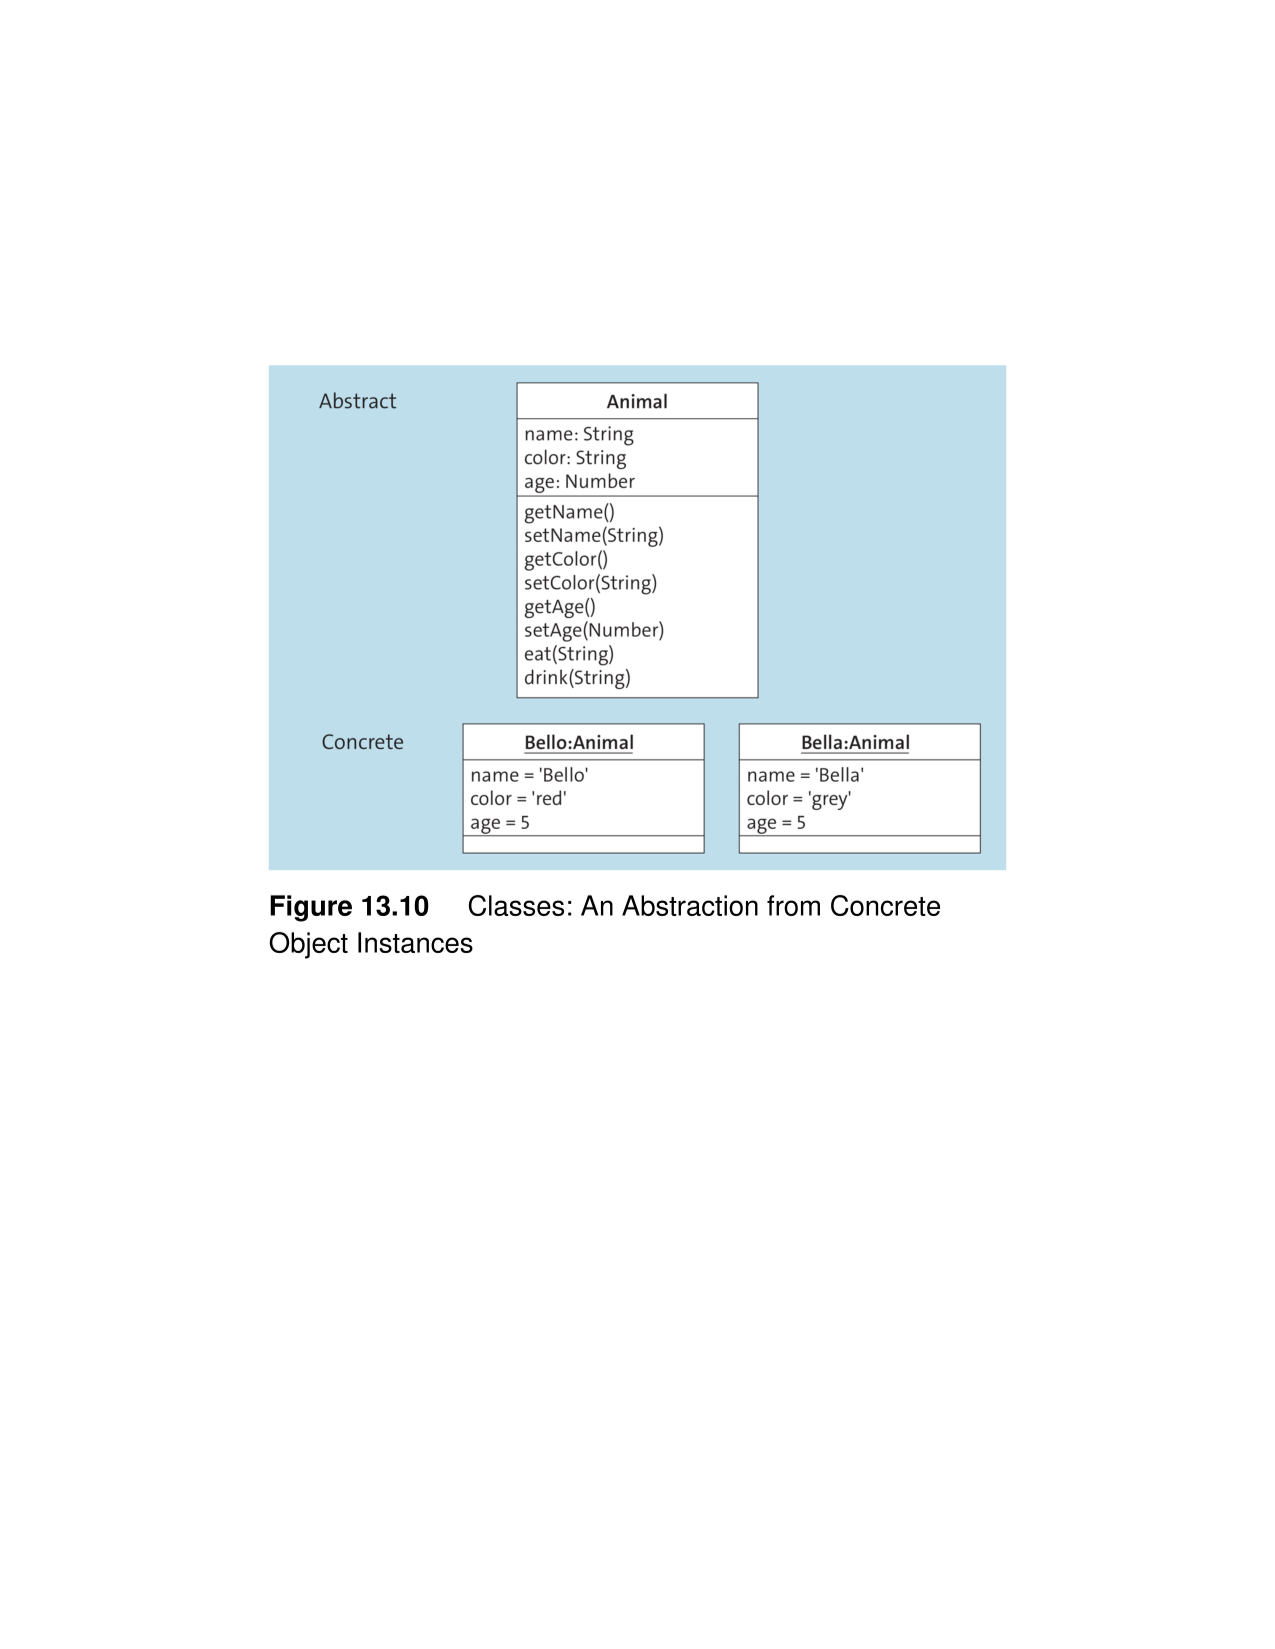 Abstract
Animal
name: String
color: String
age: Number
getName()
setName(String)
getColor()
setColor(String)
getAge()
setAge(Number)
eat(String)
drink(String)
Concrete
Bello:Animal
name = 'Bello'
color = 'red'
age = 5
Bella:Animal
name = 'Bella'
color = 'grey'
age = 5
Figure 13.10 Classes: An Abstraction from Concrete
Object Instances